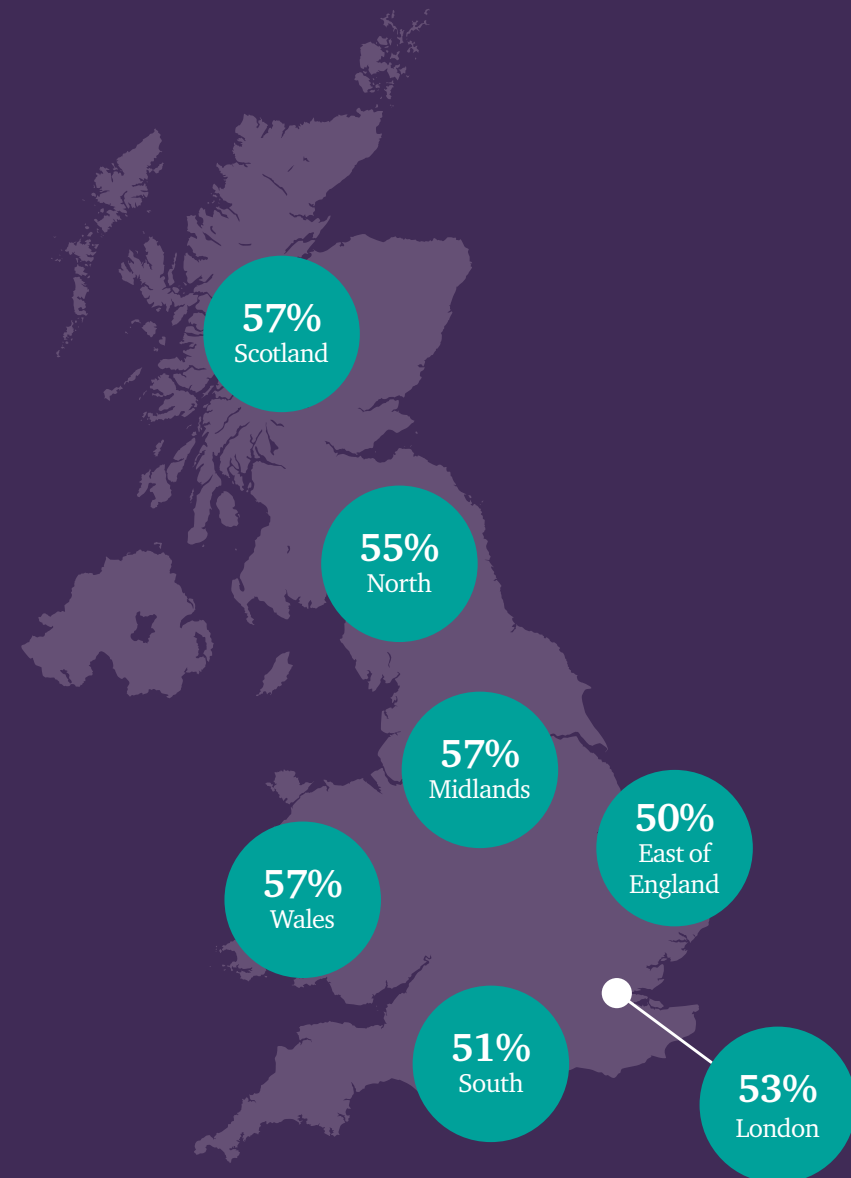 57%
Scotland
55%
North
57%
Midlands
50%
East of
England
57%
Wales
51%
South
53%
London